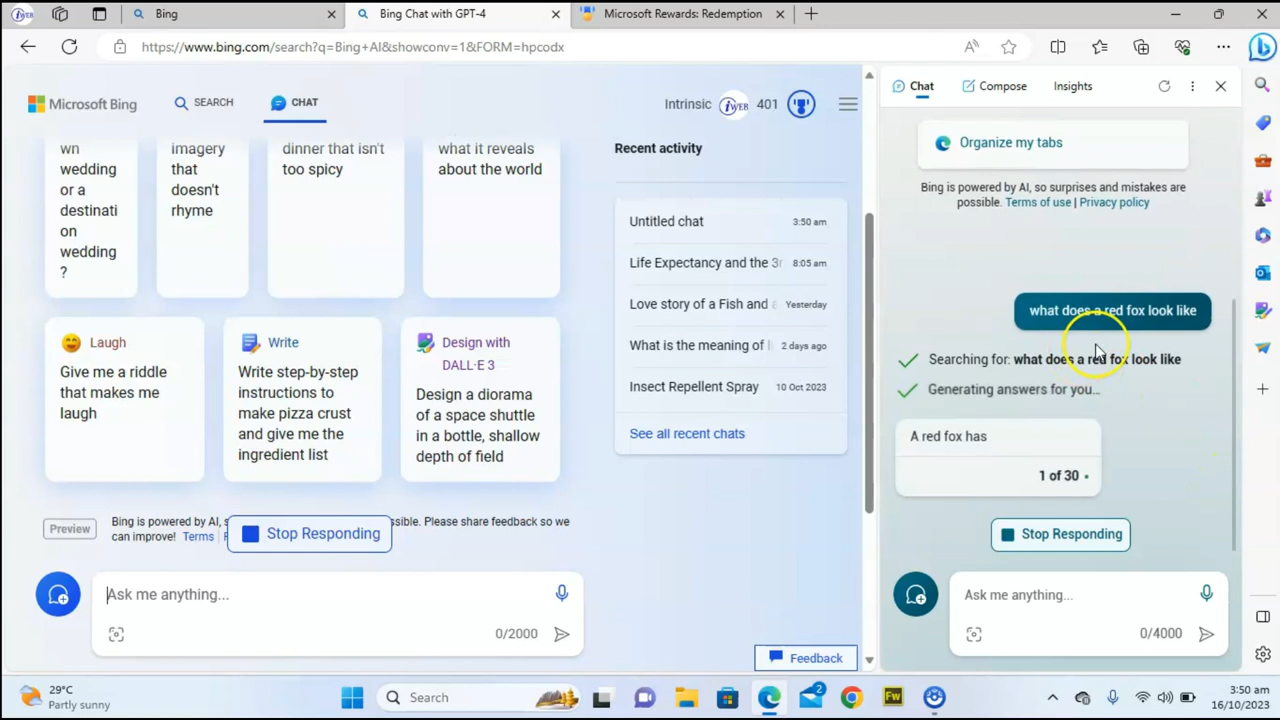 iWEB
Bing
Bing Chat with GPT-4
Microsoft Rewards: Redemption
https://www.bing.com/search?q=Bing+AI&showconv=1&FORM=hpcodx
Microsoft Bing
SEARCH
CHAT
Intrinsic
iWEB
401
wn
wedding
or a
destinati
on
wedding
?
imagery
that
doesn't
rhyme
dinner that isn't
too spicy
what it reveals
about the world
Laugh
Give me a riddle
that makes me
laugh
Write
Write step-by-step
instructions to
make pizza crust
and give me the
ingredient list
Design with
DALL·E 3
Design a diorama
of a space shuttle
in a bottle, shallow
depth of field
Recent activity
Untitled chat 3:50 am
Life Expectancy and the 3r 8:05 am
Love story of a Fish and a Yesterday
What is the meaning of l 2 days ago
Insect Repellent Spray 10 Oct 2023
See all recent chats
Preview
Bing is powered by AI, s ssible. Please share feedback so we
can improve! Terms
Stop Responding
Ask me anything...
0/2000
Feedback
Chat
Compose
Insights
Organize my tabs
Bing is powered by AI, so surprises and mistakes are
possible. Terms of use | Privacy policy
what does a red fox look like
Searching for: what does a red fox look like
Generating answers for you...
A red fox has
1 of 30
Stop Responding
Ask me anything...
0/4000
29°C
Partly sunny
Search
2
Fw
3:50 am
16/10/2023